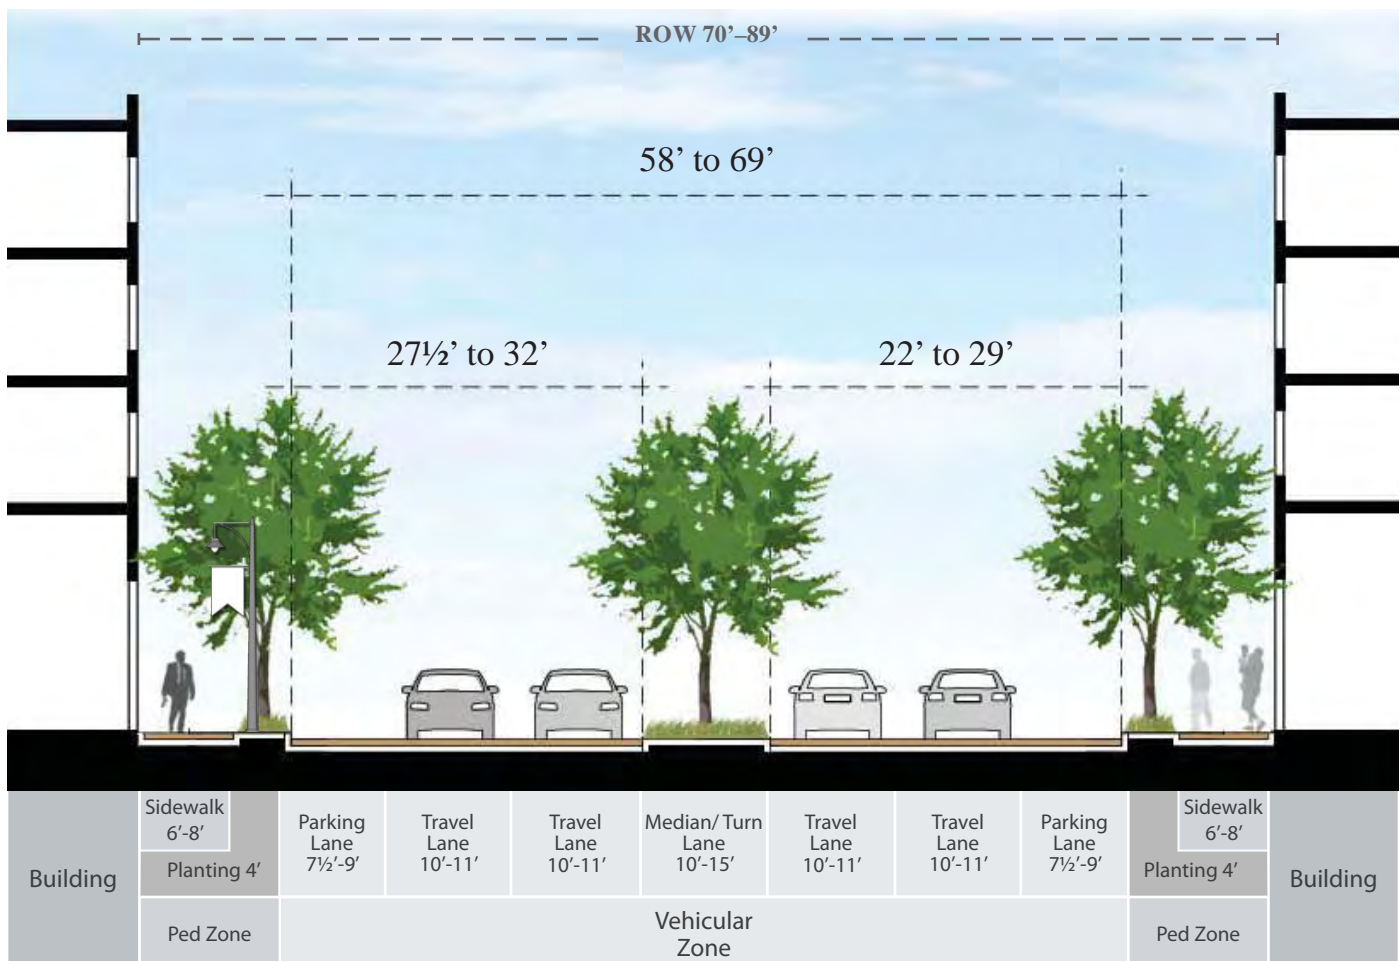 ROW 70’–89’
58’ to 69’
27½’ to 32’
22’ to 29’
Building
Sidewalk
6’-8’
Planting 4’
Ped Zone
Parking
Lane
7½’-9’
Travel
Lane
10’-11’
Travel
Lane
10’-11’
Median/ Turn
Lane
10’-15’
Travel
Lane
10’-11’
Travel
Lane
10’-11’
Parking
Lane
7½’-9’
Vehicular
Zone
Sidewalk
6’-8’
Planting 4’
Ped Zone
Building